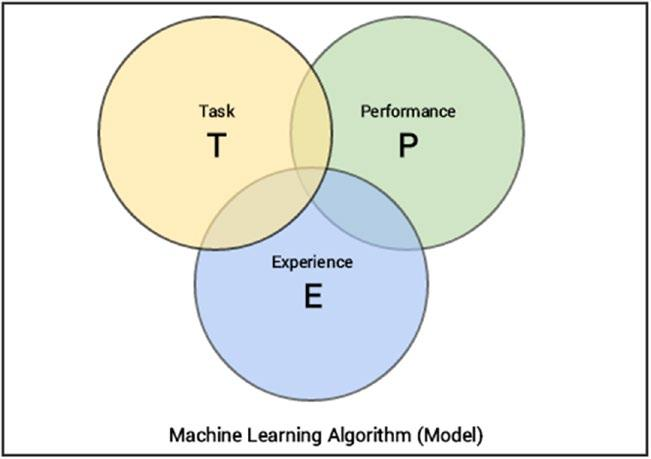 Task
T
Performance
P
Experience
E
Machine Learning Algorithm (Model)